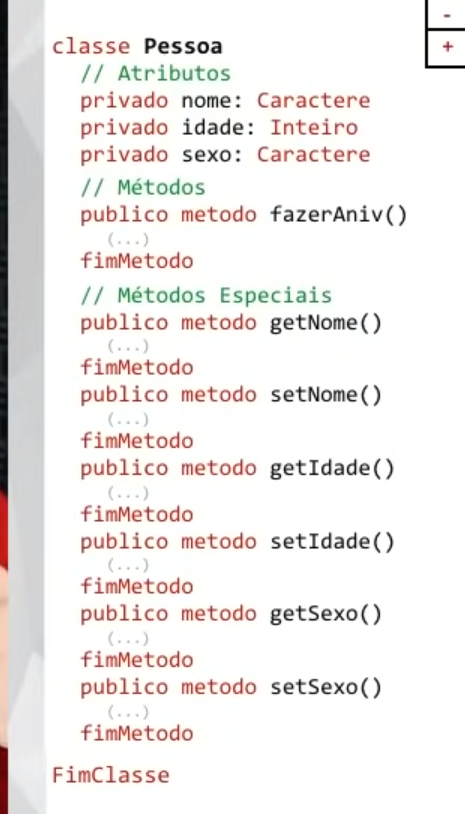 -
+
classe Pessoa
// Atributos
privado nome: Caractere
privado idade: Inteiro
privado sexo: Caractere
// Métodos
publico metodo fazerAniv()
(...)
fimMetodo
// Métodos Especiais
publico metodo getNome()
(...)
fimMetodo
publico metodo setNome()
(...)
fimMetodo
publico metodo getIdade()
(...)
fimMetodo
publico metodo setIdade()
(...)
fimMetodo
publico metodo getSexo()
(...)
fimMetodo
publico metodo setSexo()
(...)
fimMetodo
FimClasse